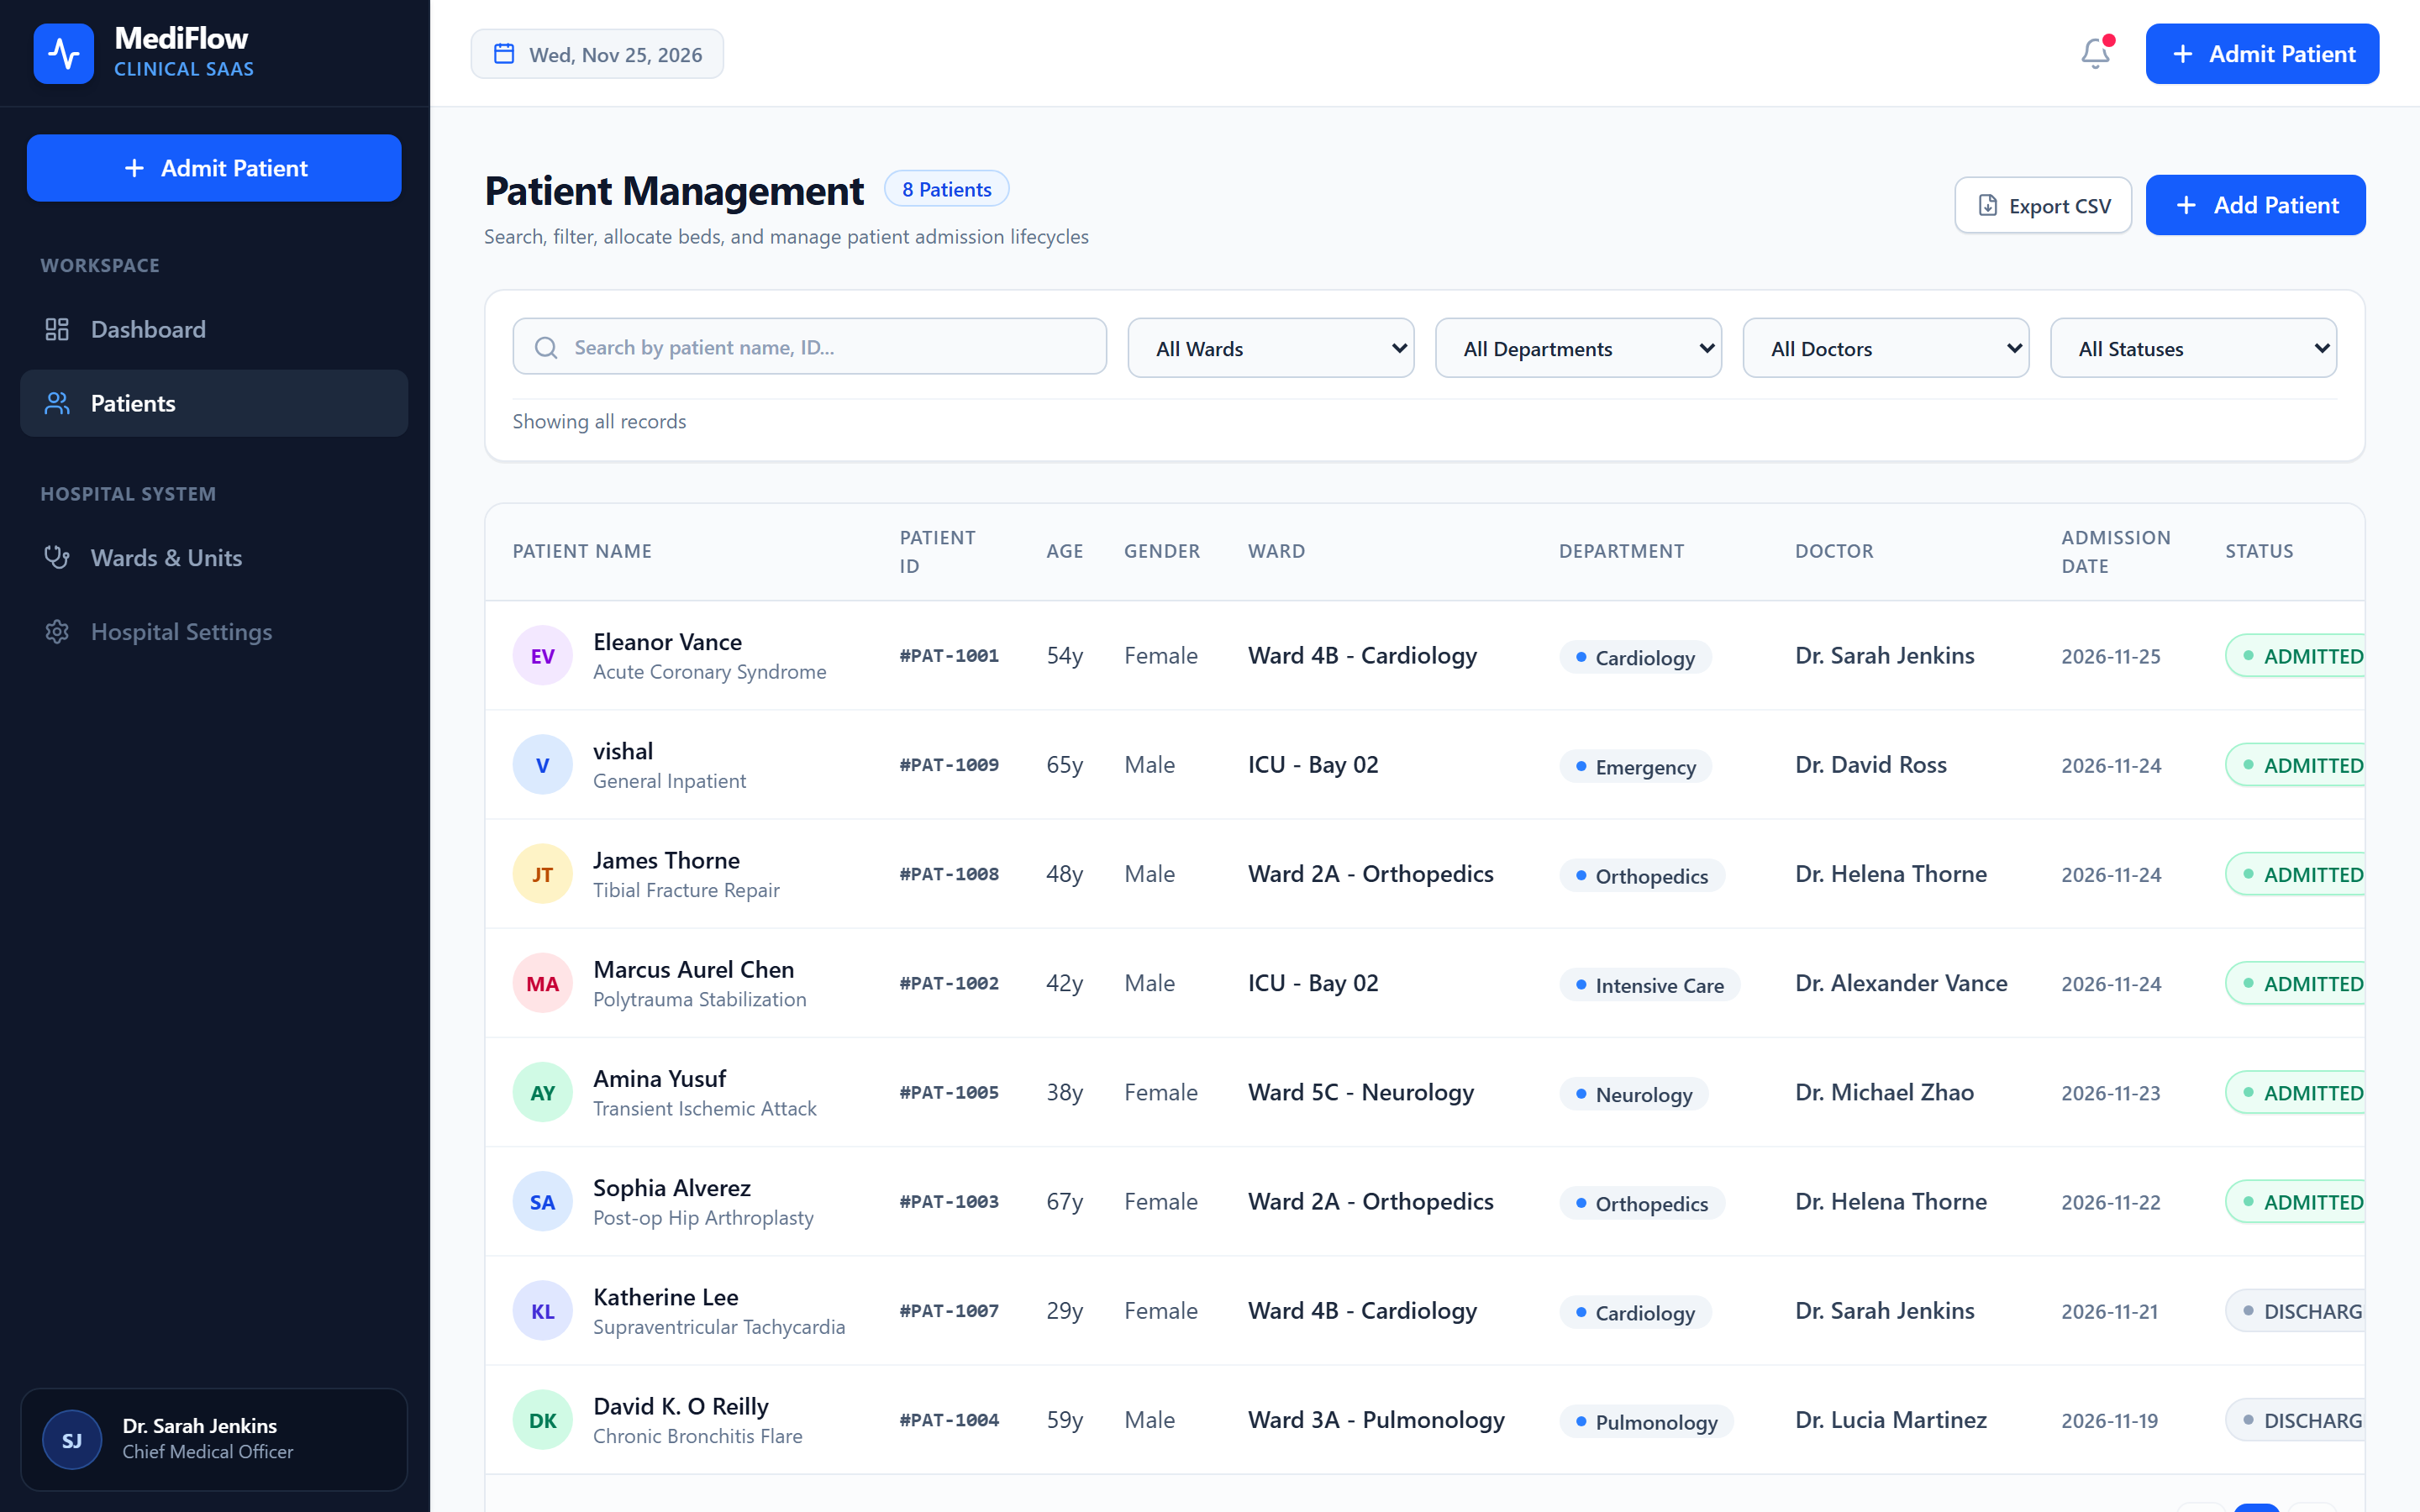 MediFlow
CLINICAL SAAS
Wed, Nov 25, 2026
Admit Patient
Admit Patient
WORKSPACE
Dashboard
Patients
HOSPITAL SYSTEM
Wards & Units
Hospital Settings
SJ
Dr. Sarah Jenkins
Chief Medical Officer
Patient Management
8 Patients
Search, filter, allocate beds, and manage patient admission lifecycles
Export CSV
Add Patient
Search by patient name, ID...
All Wards
All Departments
All Doctors
All Statuses
Showing all records
PATIENT NAME PATIENT ID AGE GENDER WARD DEPARTMENT DOCTOR ADMISSION DATE STATUS
EV Eleanor Vance #PAT-1001 54y Female Ward 4B - Cardiology Cardiology Dr. Sarah Jenkins 2026-11-25 ADMITTED
Acute Coronary Syndrome
V vishal #PAT-1009 65y Male ICU - Bay 02 Emergency Dr. David Ross 2026-11-24 ADMITTED
General Inpatient
JT James Thorne #PAT-1008 48y Male Ward 2A - Orthopedics Orthopedics Dr. Helena Thorne 2026-11-24 ADMITTED
Tibial Fracture Repair
MA Marcus Aurel Chen #PAT-1002 42y Male ICU - Bay 02 Intensive Care Dr. Alexander Vance 2026-11-24 ADMITTED
Polytrauma Stabilization
AY Amina Yusuf #PAT-1005 38y Female Ward 5C - Neurology Neurology Dr. Michael Zhao 2026-11-23 ADMITTED
Transient Ischemic Attack
SA Sophia Alverez #PAT-1003 67y Female Ward 2A - Orthopedics Orthopedics Dr. Helena Thorne 2026-11-22 ADMITTED
Post-op Hip Arthroplasty
KL Katherine Lee #PAT-1007 29y Female Ward 4B - Cardiology Cardiology Dr. Sarah Jenkins 2026-11-21 DISCHARG
Supraventricular Tachycardia
DK David K. O Reilly #PAT-1004 59y Male Ward 3A - Pulmonology Pulmonology Dr. Lucia Martinez 2026-11-19 DISCHARG
Chronic Bronchitis Flare